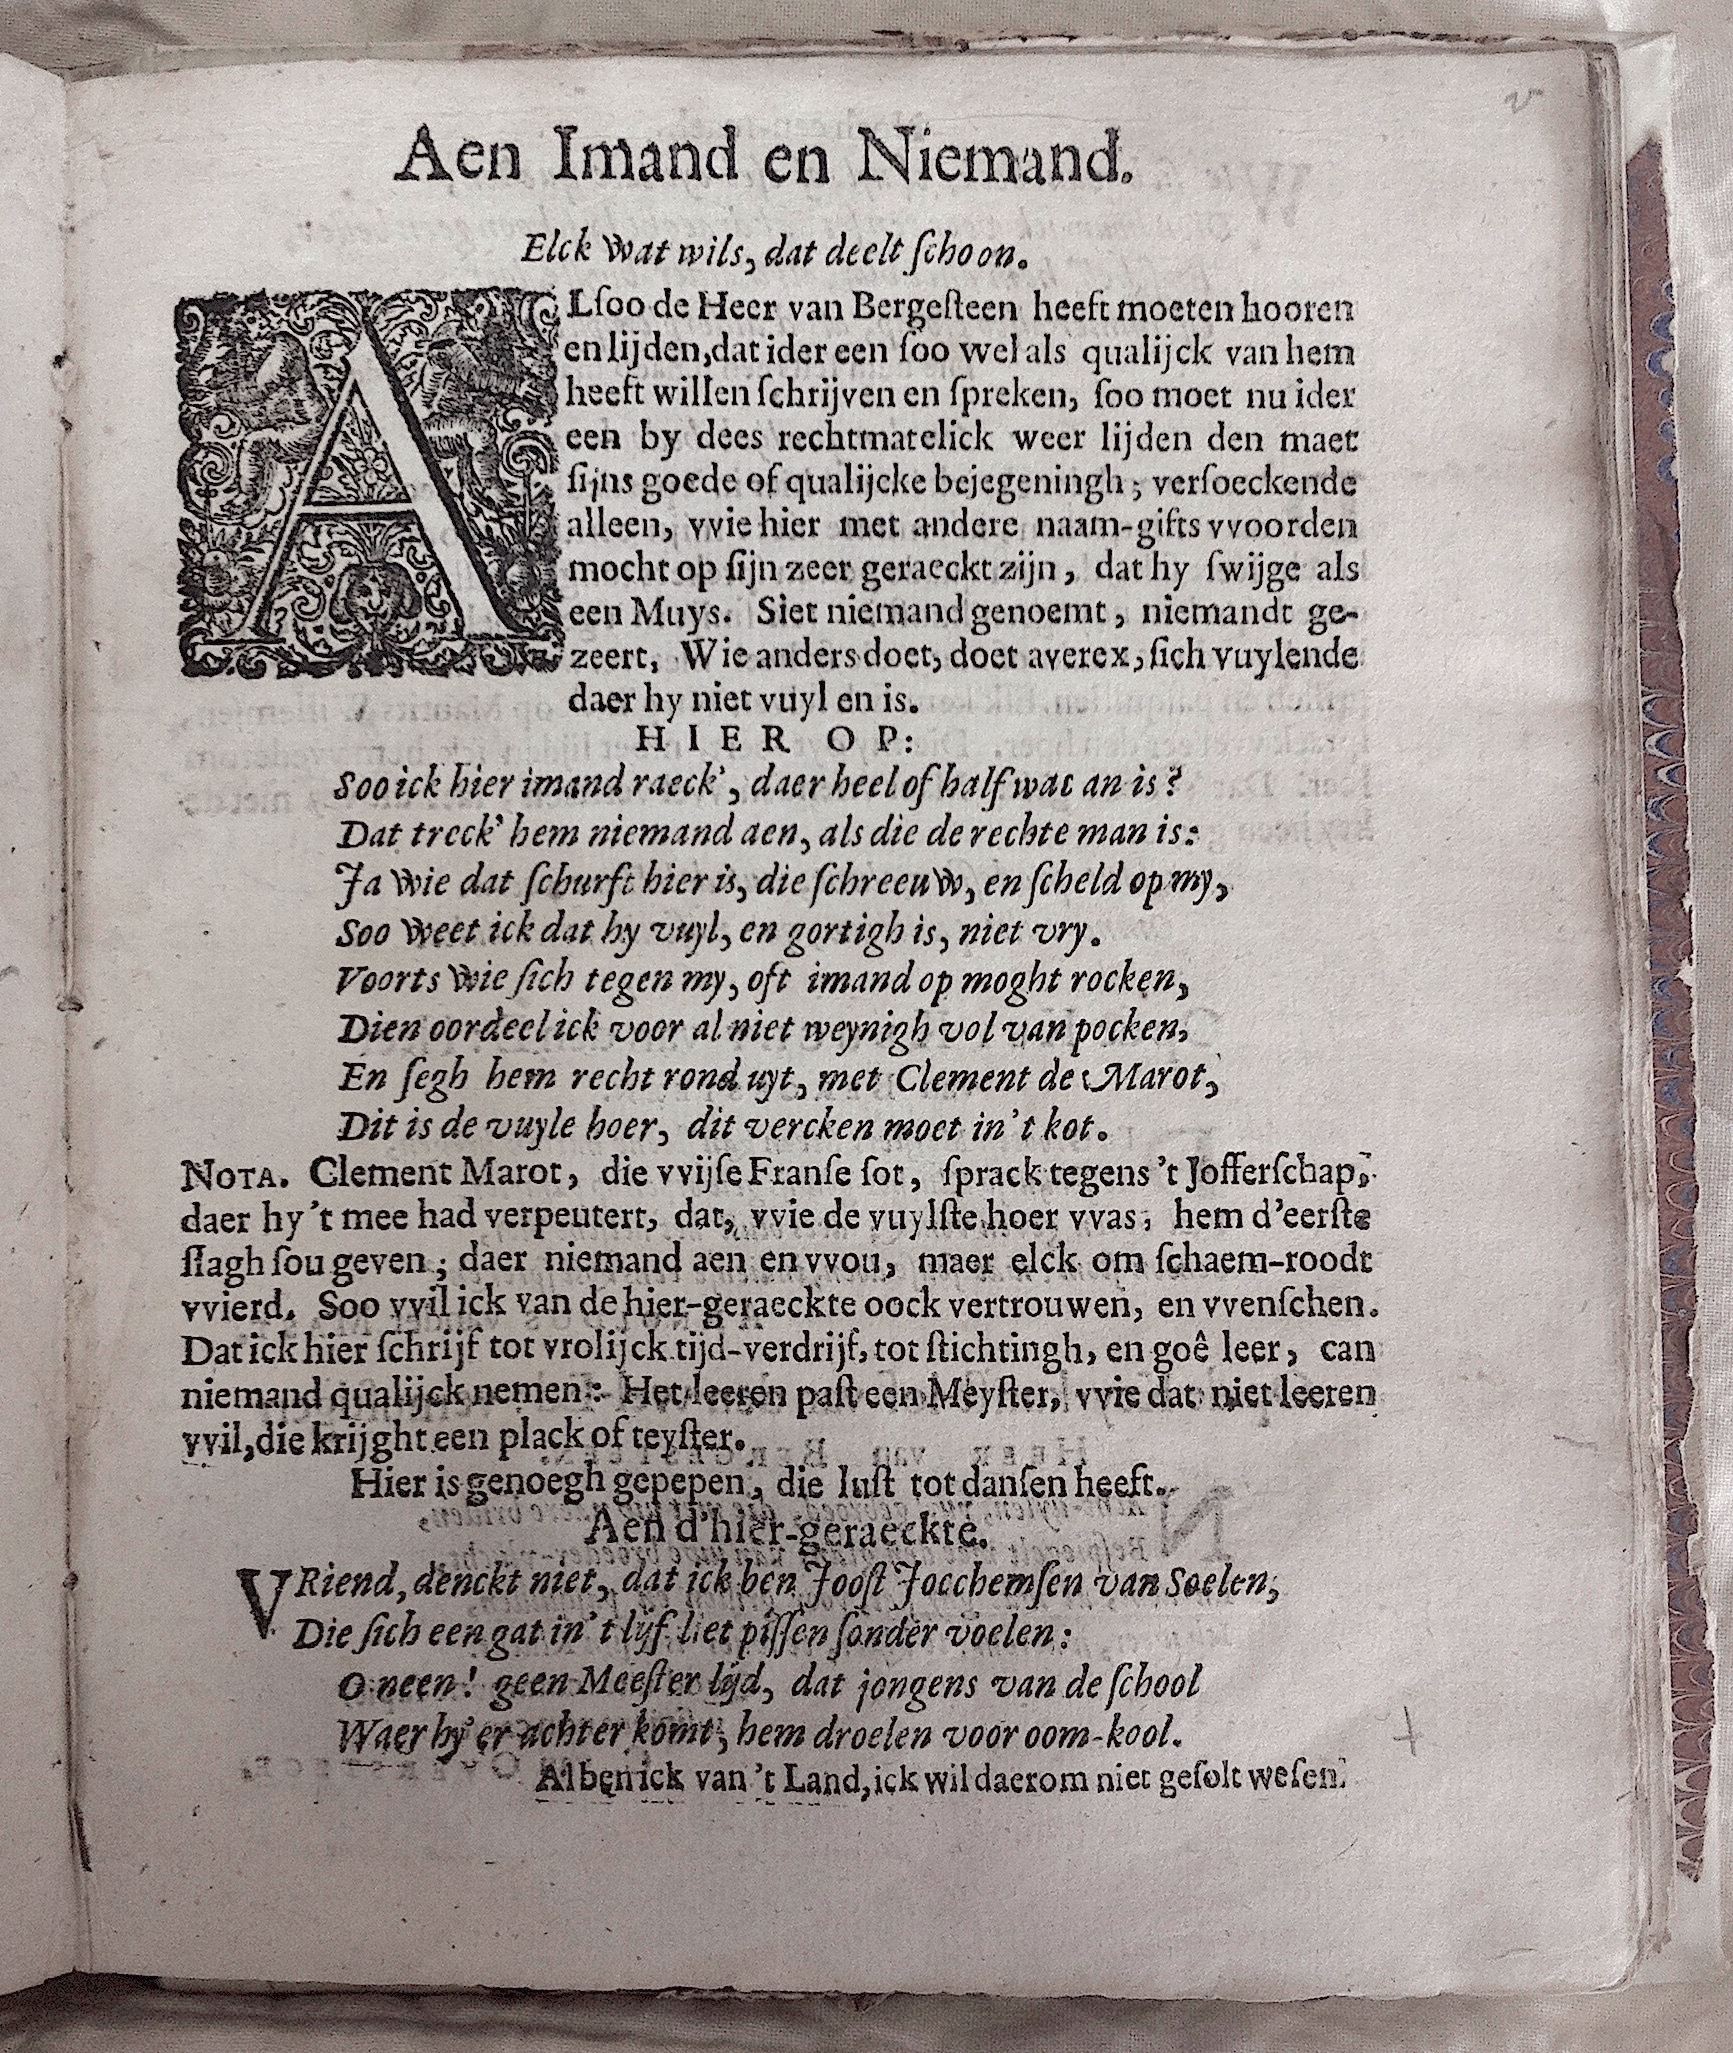 Aen Imand en Niemand.
Elck wat wils, dat deelt ſchoon.
ALſoo de Heer van Bergeſteen heeft moeten hooren
en lijden, dat ider een ſoo wel als qualijck van hem
heeft willen ſchrijven en ſpreken, ſoo moet nu ider
een by dees rechtmatelick weer lijden den maet
ſijns goede of qualijcke bejegeningh; verſoeckende
alleen, vvie hier met andere naam-gifts vvoorden
mocht op ſijn zeer geraeckt zijn, dat hy ſwijge als
een Muys. Siet niemand genoemt, niemandt ge-
zeert, Wie anders doet, doet averex, ſich vuylende
daer hy niet vuyl en is.
HIER OP:
Soo ick hier imand raeck', daer heel of half wat an is?
Dat treck' hem niemand aen, als die de rechte man is:
Ja wie dat ſchurft hier is, die ſchreeuw, en ſcheld op my,
Soo weet ick dat hy vuyl, en gortigh is, niet vry.
Voorts wie ſich tegen my, oft imand op moght rocken,
Dien oordeel ick voor al niet weynigh vol van pocken,
En ſegh hem recht rond uyt, met Clement de Marot,
Dit is de vuyle hoer, dit vercken moet in't kot.
NOTA. Clement Marot, die vvijſe Franſe ſot, ſprack tegens 't Jofferſchap,
daer hy 't mee had verpeutert, dat, vvie de vuylſte hoer vvas, hem d'eerſte
ſlagh ſou geven; daer niemand aen en vvou, maer elck om ſchaem-roodt
vvierd. Soo vvil ick van de hier-geraeckte oock vertrouwen, en vvenſchen.
Dat ick hier ſchrijf tot vrolijck tijd-verdrijf, tot ſtichtingh, en goê leer, can
niemand qualijck nemen: Het leeren paſt een Meyſter, vvie dat niet leeren
vvil, die krijght een plack of teyſter.
Hier is genoegh gepepen, die luſt tot danſen heeft.
Aen d'hier-geraeckte.
VRiend, denckt niet, dat ick ben Jooſt Jocchemſen van Soelen,
Die ſich een gat in't lijf liet piſſen ſonder voelen:
O neen! geen Meeſter lijd, dat jongens van de ſchool
Waer hy'er achter komt, hem droelen voor oom-kool.
Al ben ick van 't Land, ick wil daerom niet geſolt weſen.